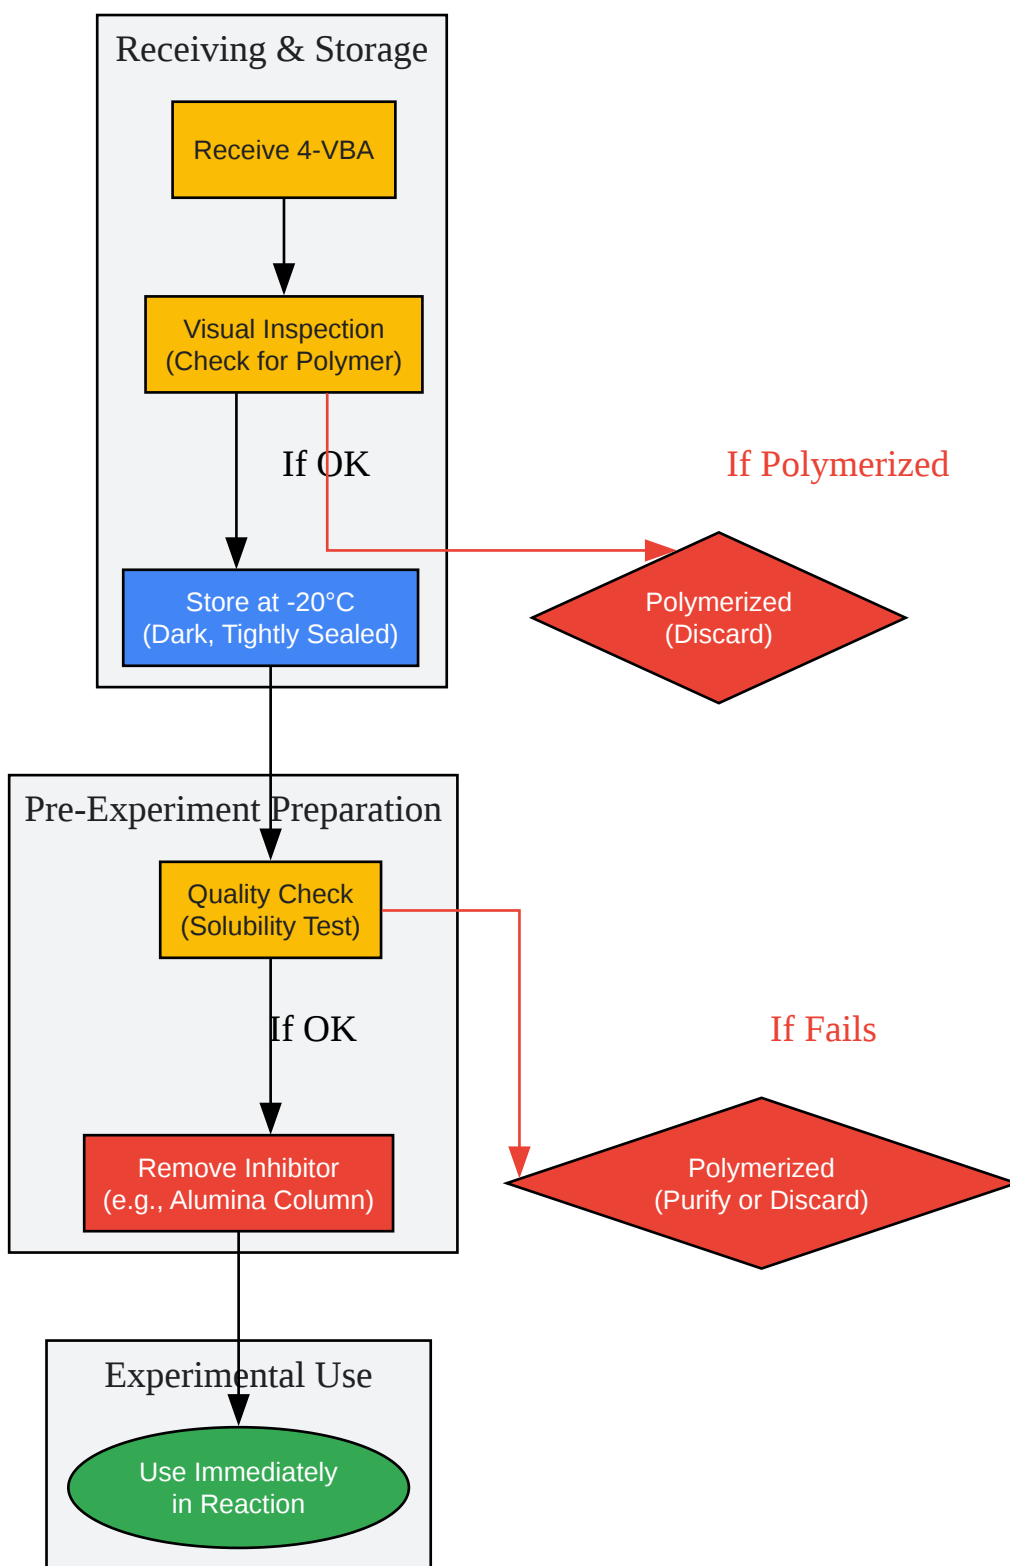 Receiving & Storage
Receive 4-VBA
Visual Inspection
(Check for Polymer)
If OK
If Polymerized
Store at -20°C
(Dark, Tightly Sealed)
Polymerized
(Discard)
Pre-Experiment Preparation
Quality Check
(Solubility Test)
If OK
If Fails
Remove Inhibitor
(e.g., Alumina Column)
Polymerized
(Purify or Discard)
Experimental Use
Use Immediately
in Reaction